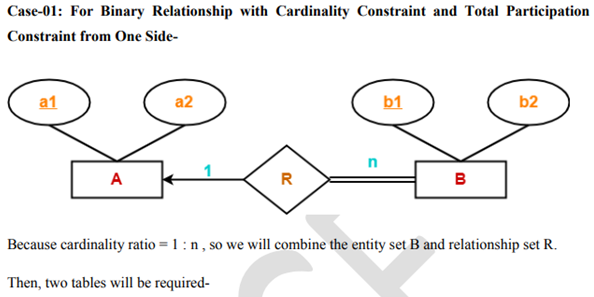 Case-01: For Binary Relationship with Cardinality Constraint and Total Participation
Constraint from One Side-
a1 a2 b1 b2
1 n
A R B
Because cardinality ratio = 1 : n , so we will combine the entity set B and relationship set R.
Then, two tables will be required-